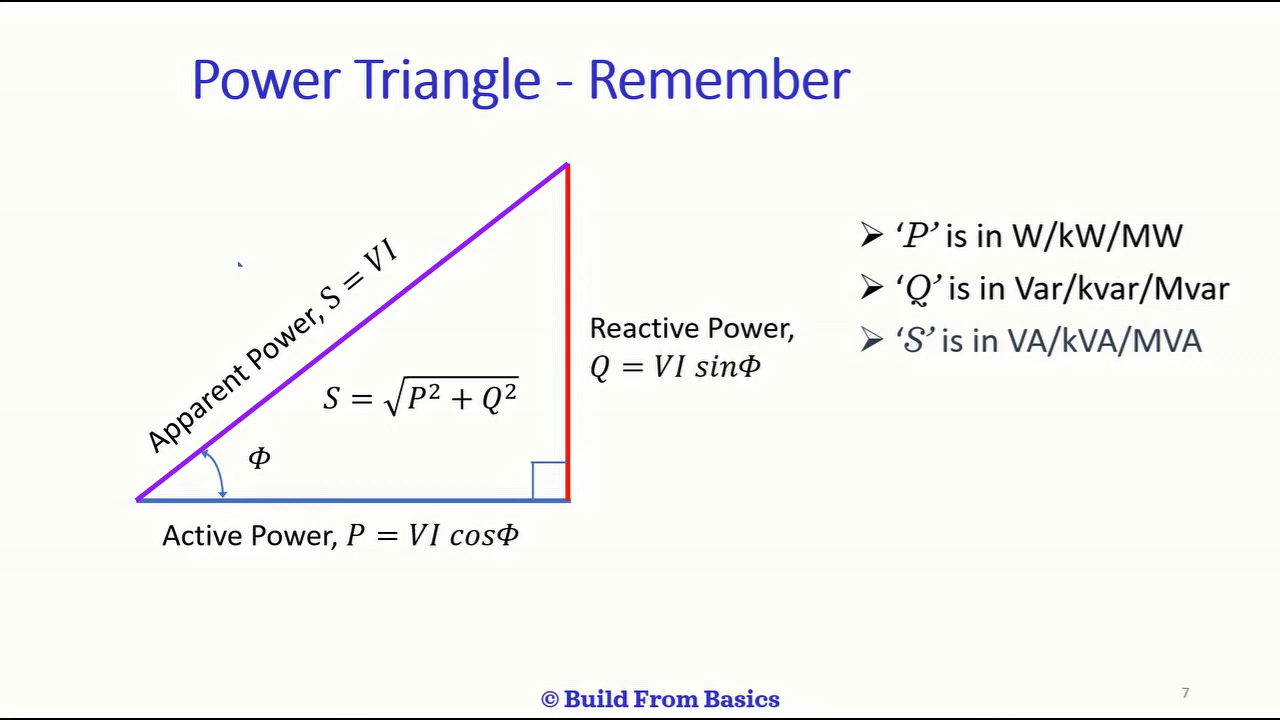 Power Triangle - Remember
Apparent Power, S = VI
S = √P² + Q²
Φ
Reactive Power,
Q = VI sinΦ
Active Power, P = VI cosΦ
➢ ‘P’ is in W/kW/MW
➢ ‘Q’ is in Var/kvar/Mvar
➢ ‘S’ is in VA/kVA/MVA
© Build From Basics
7